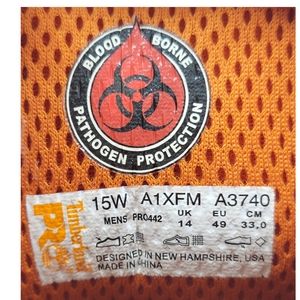 BLOOD BORNE
PATHOGEN PROTECTION
Timberland
PRO
15W A1XFM A3740
MENS PRO442 UK EU CM
14 49 33,0
DESIGNED IN NEW HAMPSHIRE, USA
MADE IN CHINA